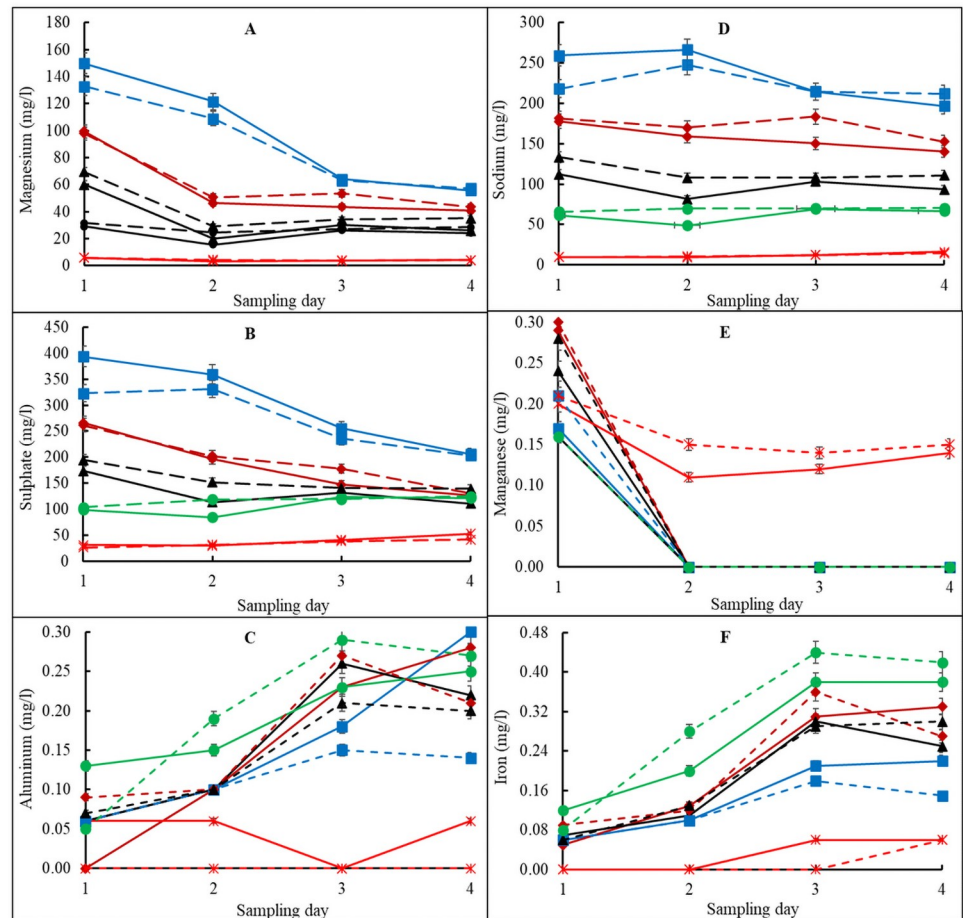 A
Magnesium (mg/l)
180
160
140
120
100
80
60
40
20
0
1 2 3 4
Sampling day
D
Sodium (mg/l)
300
250
200
150
100
50
0
1 2 3 4
Sampling day
B
Sulphate (mg/l)
450
400
350
300
250
200
150
100
50
0
1 2 3 4
Sampling day
E
Manganese (mg/l)
0.30
0.25
0.20
0.15
0.10
0.05
0.00
1 2 3 4
Sampling day
C
Aluminum (mg/l)
0.30
0.25
0.20
0.15
0.10
0.05
0.00
1 2 3 4
Sampling day
F
Iron (mg/l)
0.48
0.40
0.32
0.24
0.16
0.08
0.00
1 2 3 4
Sampling day